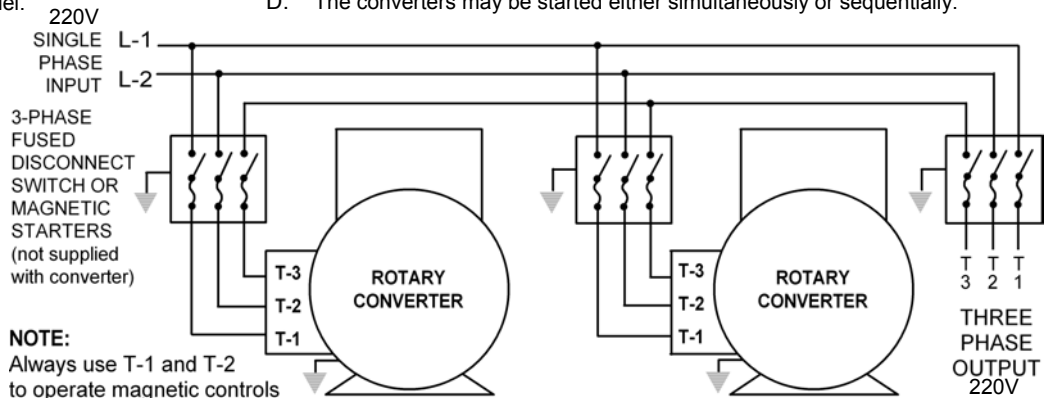 D. The converters may be started either simultaneously or sequentially.
220V
SINGLE L-1
PHASE
INPUT L-2
3-PHASE
FUSED
DISCONNECT
SWITCH OR
MAGNETIC
STARTERS
(not supplied
with converter)
NOTE:
Always use T-1 and T-2
to operate magnetic controls
T-3
T-2
T-1
ROTARY
CONVERTER
T-3
T-2
T-1
ROTARY
CONVERTER
T T T
3 2 1
THREE
PHASE
OUTPUT
220V